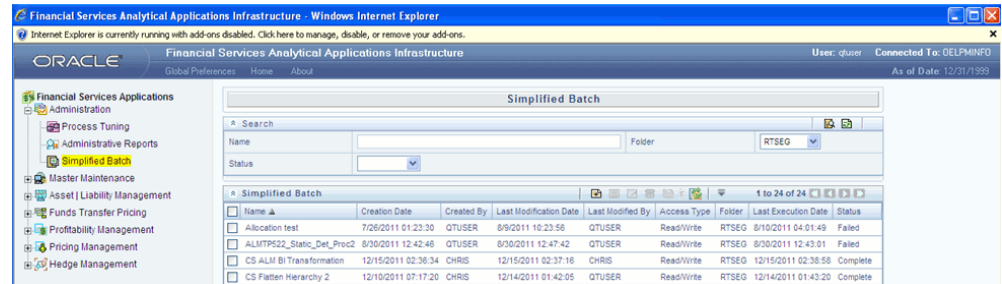 Financial Services Analytical Applications Infrastructure - Windows Internet Explorer
Internet Explorer is currently running with add-ons disabled. Click here to manage, disable, or remove your add-ons.
ORACLE Financial Services Analytical Applications Infrastructure User: qtuser Connected To: OELPMINFO
Global Preferences Home About As of Date: 12/31/1999
Financial Services Applications
Administration
Process Tuning
Administrative Reports
Simplified Batch
Master Maintenance
Asset | Liability Management
Funds Transfer Pricing
Profitability Management
Pricing Management
Hedge Management
Simplified Batch
Search
Name Folder RTSEG
Status
Simplified Batch 1 to 24 of 24
Name Creation Date Created By Last Modification Date Last Modified By Access Type Folder Last Execution Date Status
Allocation test 7/26/2011 01:23:30 QTUSER 8/9/2011 10:23:56 QTUSER Read/Write RTSEG 8/10/2011 04:01:49 Failed
ALMTP522_Static_Det_Proc2 8/30/2011 12:42:46 QTUSER 8/30/2011 12:47:42 QTUSER Read/Write RTSEG 8/30/2011 12:43:01 Failed
CS ALM BI Transformation 12/15/2011 02:36:34 CHRIS 12/15/2011 02:37:16 CHRIS Read/Write RTSEG 12/15/2011 02:38:58 Complete
CS Flatten Hierarchy 2 12/10/2011 07:17:20 CHRIS 12/14/2011 01:42:05 QTUSER Read/Write RTSEG 12/14/2011 01:43:20 Complete